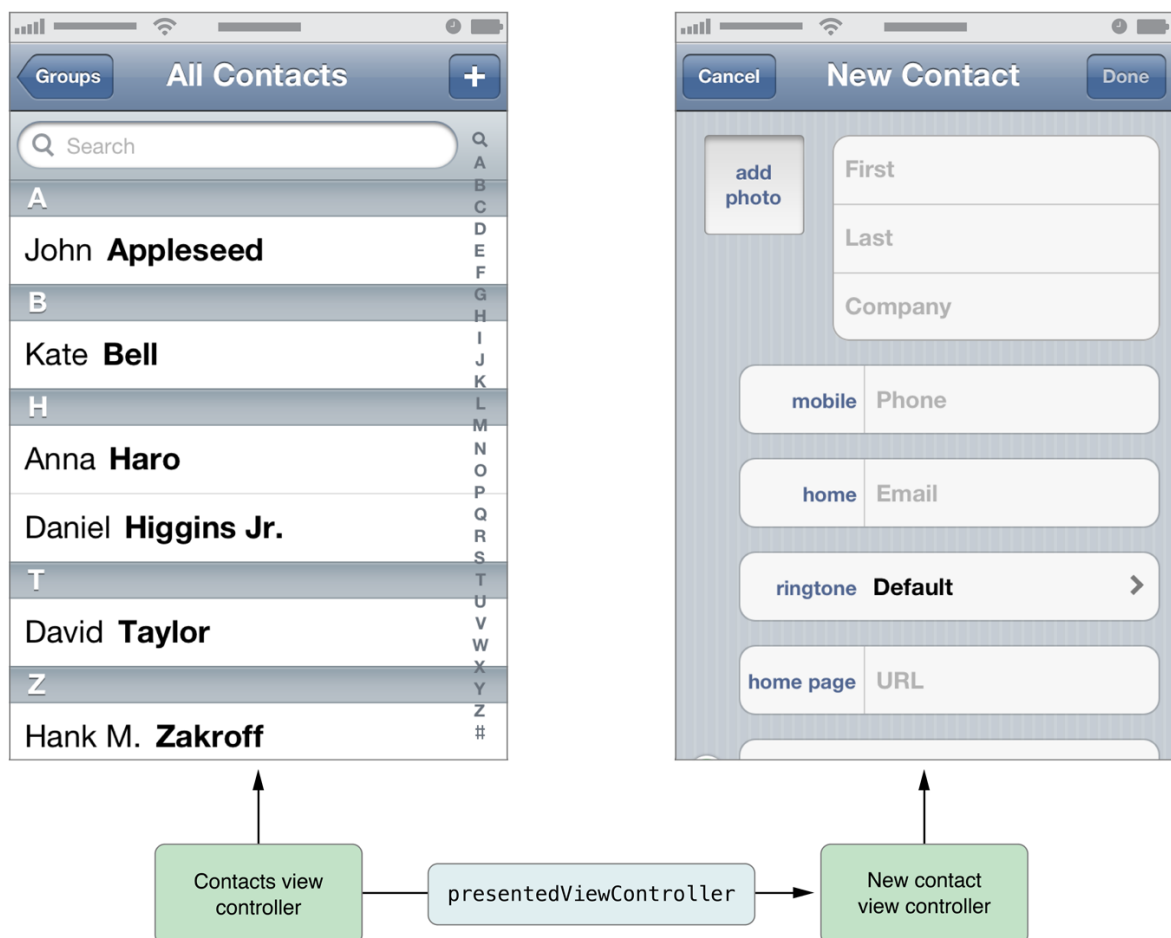 Groups
All Contacts
+
Search
A
John Appleseed
B
Kate Bell
H
Anna Haro
Daniel Higgins Jr.
T
David Taylor
Z
Hank M. Zakroff
A
B
C
D
E
F
G
H
I
J
K
L
M
N
O
P
Q
R
S
T
U
V
W
X
Y
Z
#
Cancel
New Contact
Done
add
photo
First
Last
Company
mobile Phone
home Email
ringtone Default
home page URL
Contacts view
controller
presentedViewController
New contact
view controller